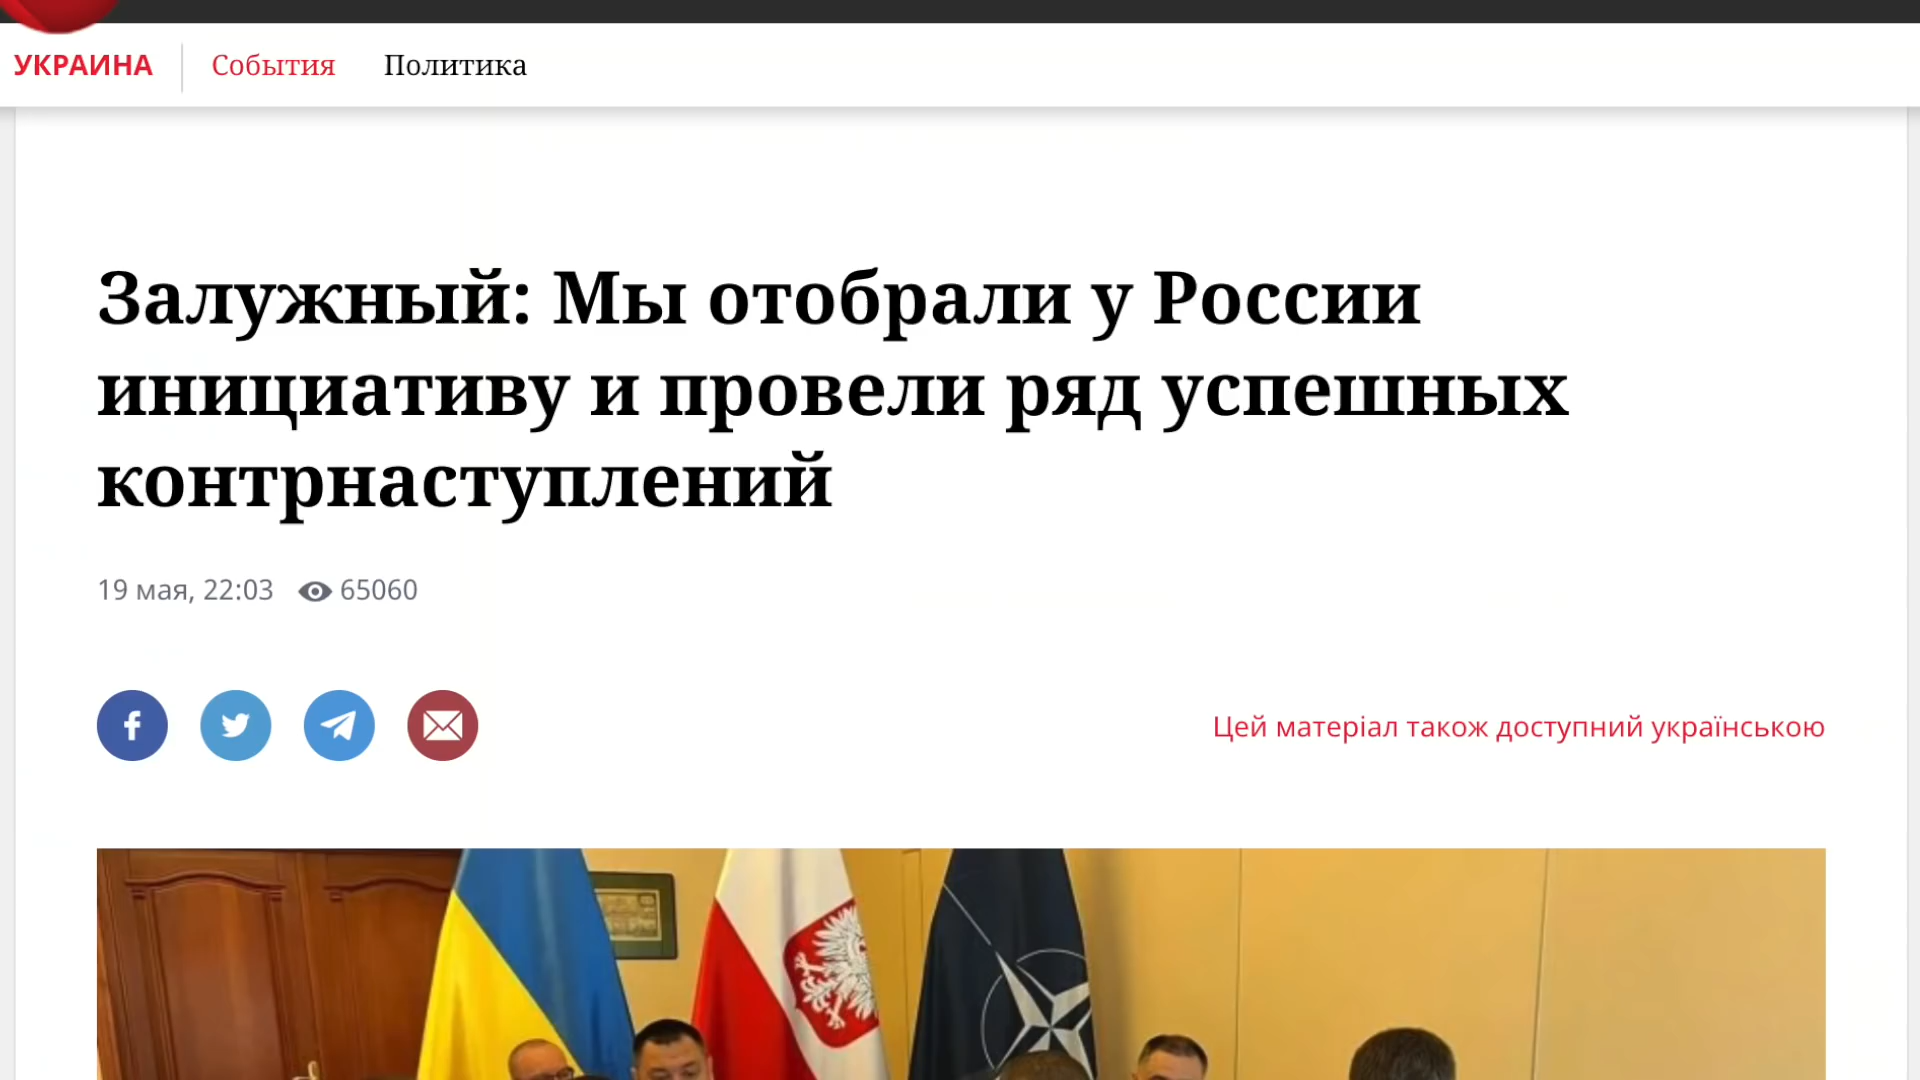 УКРАИНА
События
Политика
Залужный: Мы отобрали у России
инициативу и провели ряд успешных
контрнаступлений
19 мая, 22:03
65060
Цей матеріал також доступний українською